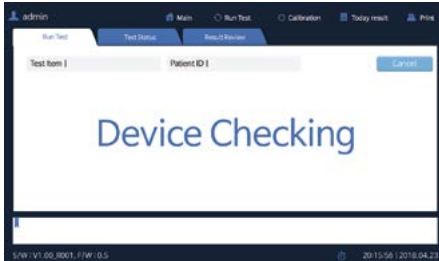 admin Main Run Test Calibration Today result Print
Run Test Test Status Result Review
Test Item | Patient ID | Cancel
Device Checking
S/W : V1.00_R001, F/W : 0.5 20:15:56 | 2018.04.23